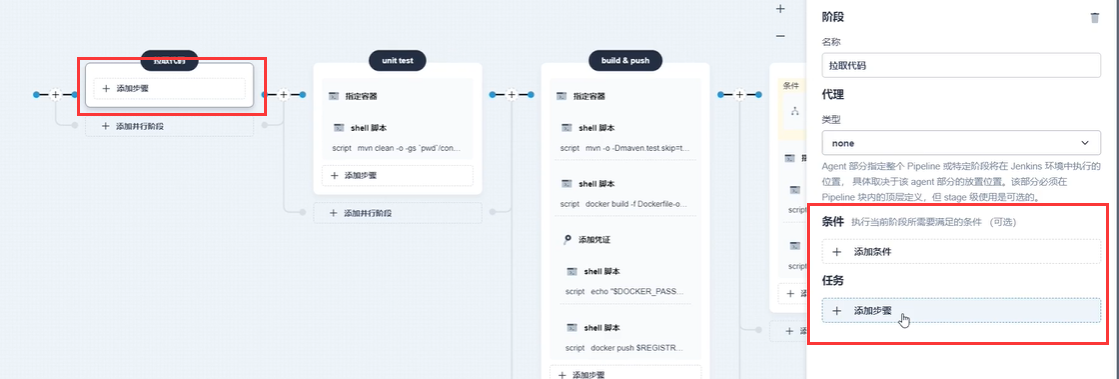 拉取代码
添加步骤
添加并行阶段
unit test
指定容器
shell 脚本
script mvn clean -o -gs `pwd`/con...
添加步骤
添加并行阶段
build & push
指定容器
shell 脚本
script mvn -o -Dmaven.test.skip=t...
shell 脚本
script docker build -f Dockerfile-o...
添加凭证
shell 脚本
script echo "$DOCKER_PASS...
shell 脚本
script docker push $REGISTR...
添加步骤
条件
script
script
阶段
名称
拉取代码
代理
类型
none
Agent 部分指定整个 Pipeline 或特定阶段将在 Jenkins 环境中执行的
位置， 具体取决于该 agent 部分的放置位置。该部分必须在
Pipeline 块内的顶层定义，但 stage 级使用是可选的。
条件 执行当前阶段所需要满足的条件 （可选）
添加条件
任务
添加步骤